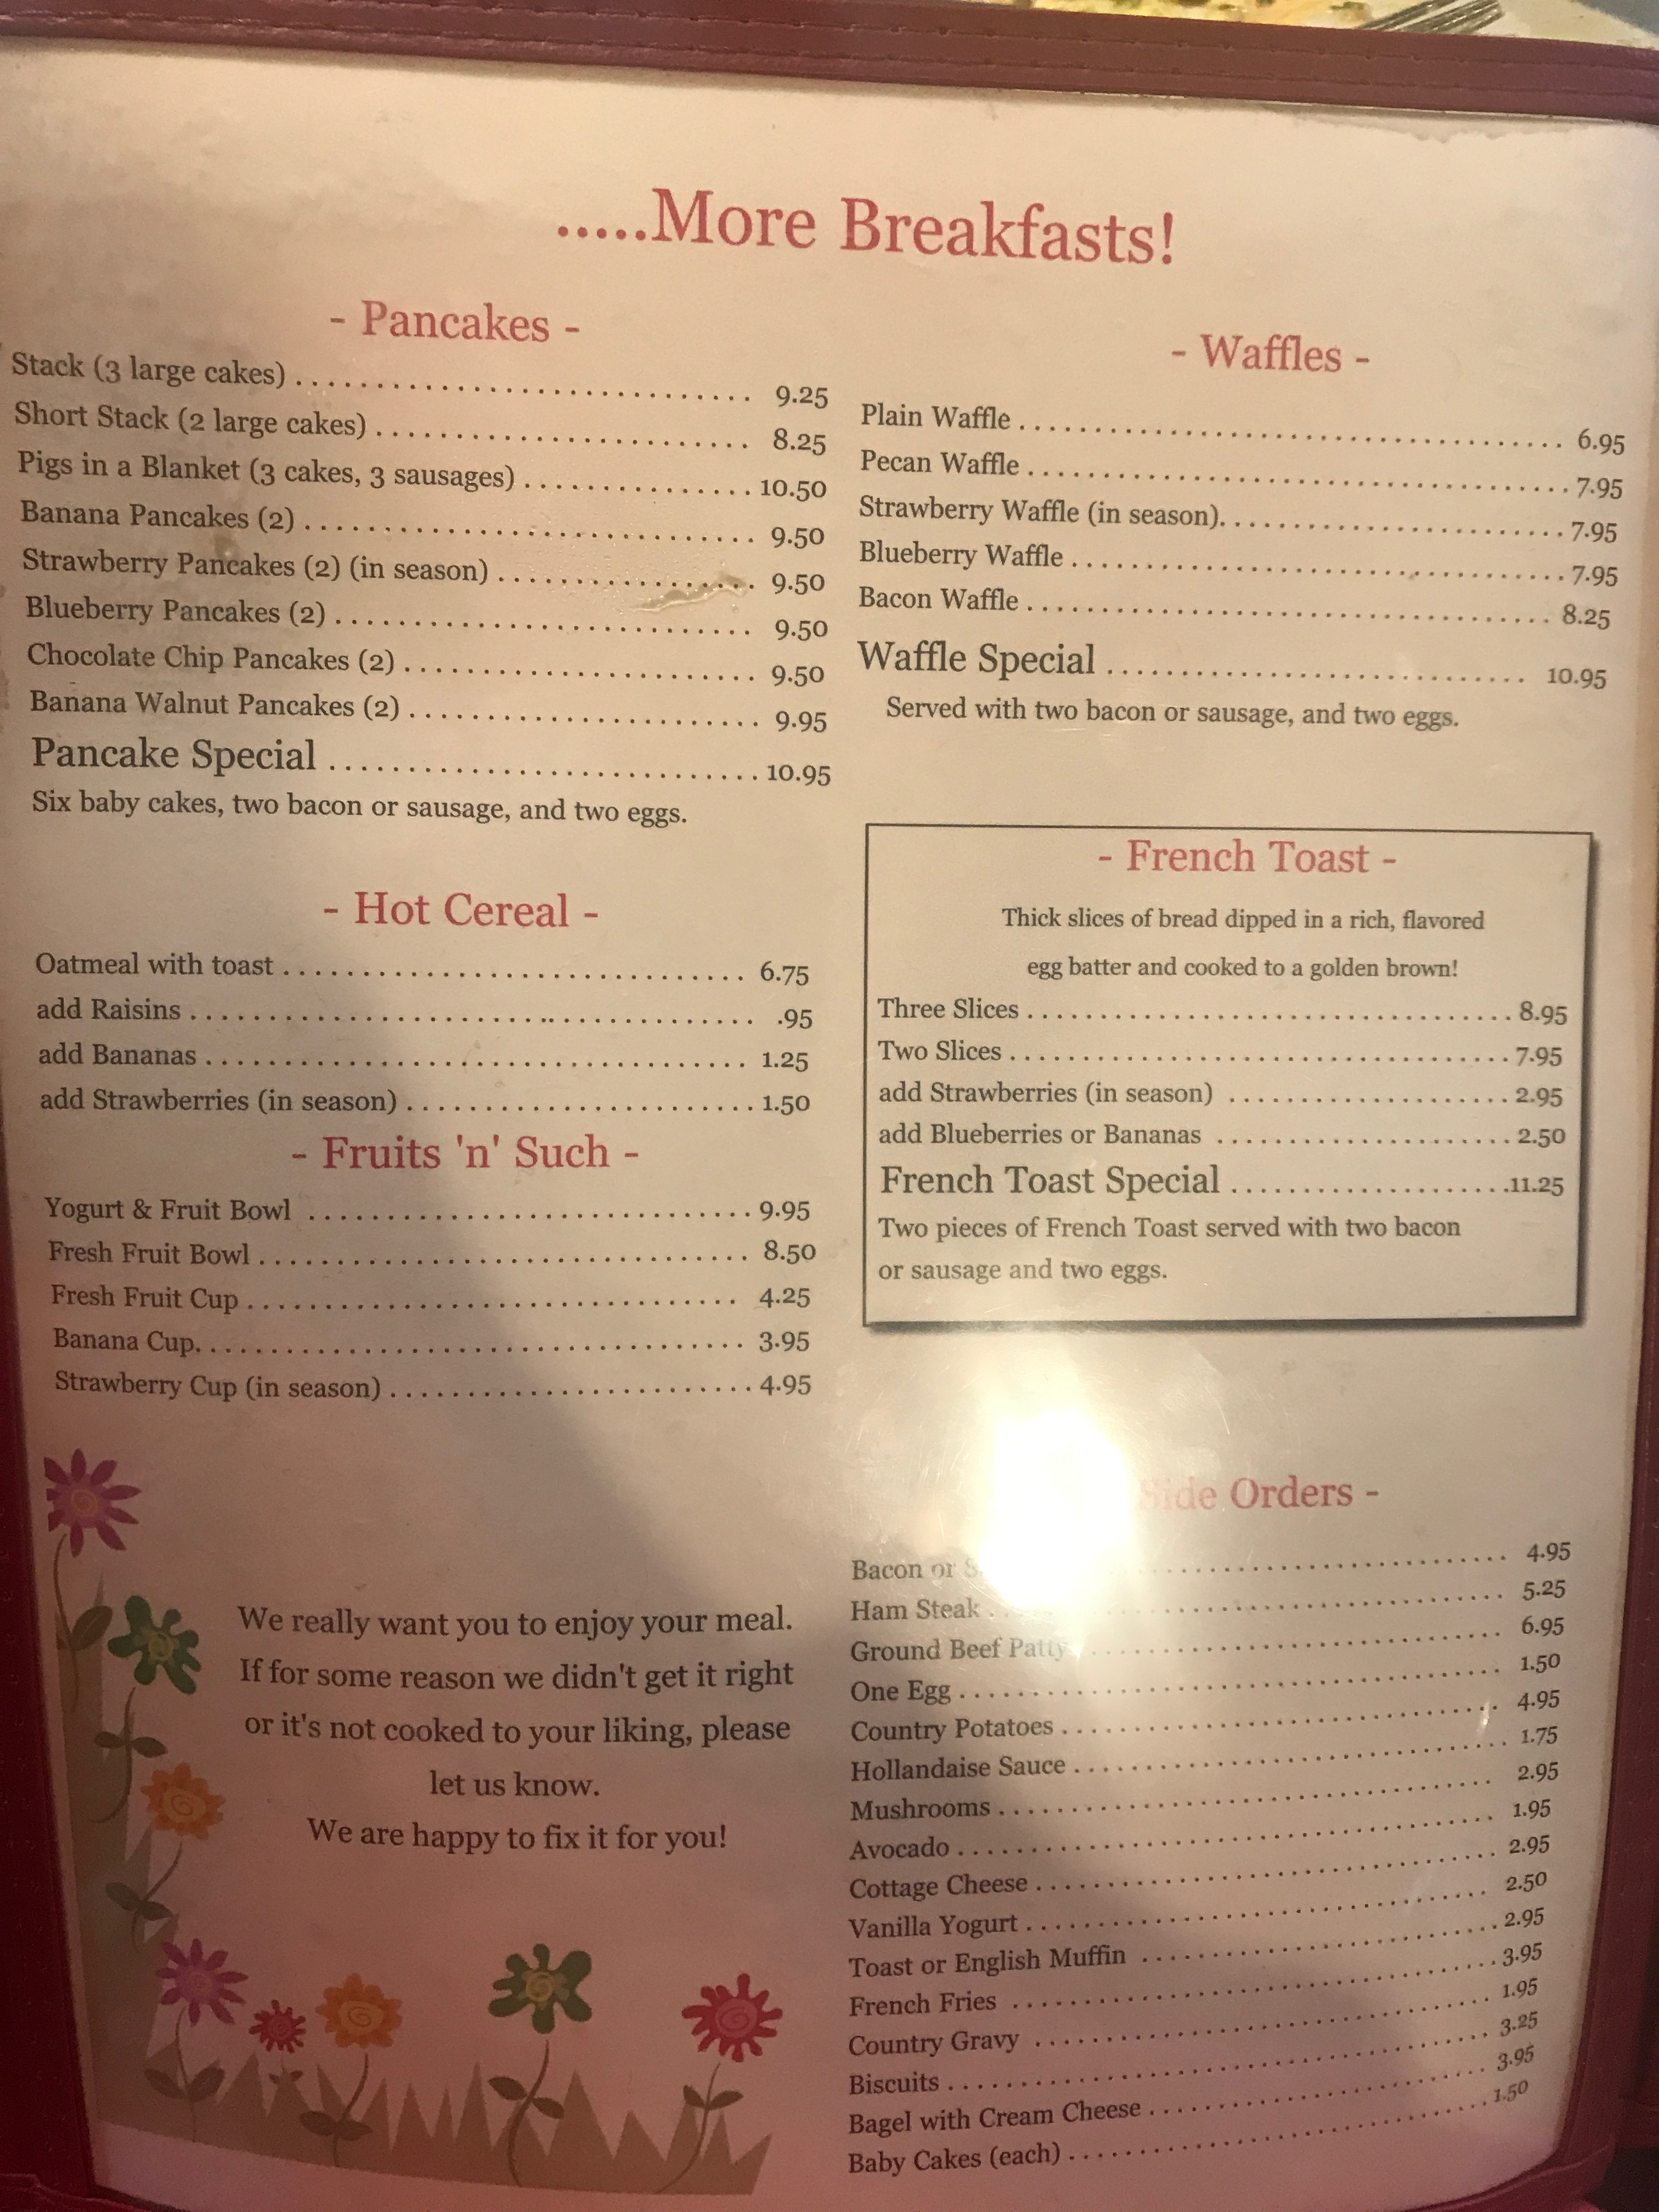 .....More Breakfasts!
- Pancakes -
Stack (3 large cakes) . . . . . . . . . . . . . . . . . . . . . . . . . . . . . . . . . . 9.25
Short Stack (2 large cakes) . . . . . . . . . . . . . . . . . . . . . . . . . . . . 8.25
Pigs in a Blanket (3 cakes, 3 sausages) . . . . . . . . . . . . . . . . . 10.50
Banana Pancakes (2) . . . . . . . . . . . . . . . . . . . . . . . . . . . . . . . . . 9.50
Strawberry Pancakes (2) (in season) . . . . . . . . . . . . . . . . . . . 9.50
Blueberry Pancakes (2) . . . . . . . . . . . . . . . . . . . . . . . . . . . . . . . 9.50
Chocolate Chip Pancakes (2) . . . . . . . . . . . . . . . . . . . . . . . . . . 9.50
Banana Walnut Pancakes (2) . . . . . . . . . . . . . . . . . . . . . . . . . . 9.95
Pancake Special . . . . . . . . . . . . . . . . . . . . . . . . . . . . 10.95
Six baby cakes, two bacon or sausage, and two eggs.
- Hot Cereal -
Oatmeal with toast . . . . . . . . . . . . . . . . . . . . . . . . . . . . . . . . . . 6.75
add Raisins . . . . . . . . . . . . . . . . . . . . . . . . . . . . . . . . . . . . . . . . .95
add Bananas . . . . . . . . . . . . . . . . . . . . . . . . . . . . . . . . . . . . . . . 1.25
add Strawberries (in season) . . . . . . . . . . . . . . . . . . . . . . . . . 1.50
- Fruits 'n' Such -
Yogurt & Fruit Bowl . . . . . . . . . . . . . . . . . . . . . . . . . . . . . . . . 9.95
Fresh Fruit Bowl . . . . . . . . . . . . . . . . . . . . . . . . . . . . . . . . . . . 8.50
Fresh Fruit Cup . . . . . . . . . . . . . . . . . . . . . . . . . . . . . . . . . . . 4.25
Banana Cup. . . . . . . . . . . . . . . . . . . . . . . . . . . . . . . . . . . . . . . 3.95
Strawberry Cup (in season) . . . . . . . . . . . . . . . . . . . . . . . . . . 4.95
We really want you to enjoy your meal.
If for some reason we didn't get it right
or it's not cooked to your liking, please
let us know.
We are happy to fix it for you!
- Waffles -
Plain Waffle . . . . . . . . . . . . . . . . . . . . . . . . . . . . . . . . . . . . . . . 6.95
Pecan Waffle . . . . . . . . . . . . . . . . . . . . . . . . . . . . . . . . . . . . . . 7.95
Strawberry Waffle (in season). . . . . . . . . . . . . . . . . . . . . . . . . 7.95
Blueberry Waffle . . . . . . . . . . . . . . . . . . . . . . . . . . . . . . . . . . . 7.95
Bacon Waffle . . . . . . . . . . . . . . . . . . . . . . . . . . . . . . . . . . . . . . 8.25
Waffle Special . . . . . . . . . . . . . . . . . . . . . . . . . . . . 10.95
Served with two bacon or sausage, and two eggs.
- French Toast -
Thick slices of bread dipped in a rich, flavored
egg batter and cooked to a golden brown!
Three Slices . . . . . . . . . . . . . . . . . . . . . . . . . . . . . . . . . . . 8.95
Two Slices . . . . . . . . . . . . . . . . . . . . . . . . . . . . . . . . . . . . 7.95
add Strawberries (in season) . . . . . . . . . . . . . . . . . . . . . 2.95
add Blueberries or Bananas . . . . . . . . . . . . . . . . . . . . . . 2.50
French Toast Special . . . . . . . . . . . . . . . . . . . . .11.25
Two pieces of French Toast served with two bacon
or sausage and two eggs.
Side Orders -
Bacon or . . . . . . . . . . . . . . . . . . . . . . . . . . 4.95
Ham Steak . . . . . . . . . . . . . . . . . . . . . . . . . . 5.25
Ground Beef Patty . . . . . . . . . . . . . . . . . . . . . . . . . . . . . . . 6.95
One Egg . . . . . . . . . . . . . . . . . . . . . . . . . . . . . . . . . . . . . . . . 1.50
Country Potatoes . . . . . . . . . . . . . . . . . . . . . . . . . . . . . . . . 4.95
Hollandaise Sauce . . . . . . . . . . . . . . . . . . . . . . . . . . . . . . . 1.75
Mushrooms . . . . . . . . . . . . . . . . . . . . . . . . . . . . . . . . . . . . . 2.95
Avocado . . . . . . . . . . . . . . . . . . . . . . . . . . . . . . . . . . . . . . . . 1.95
Cottage Cheese . . . . . . . . . . . . . . . . . . . . . . . . . . . . . . . . . . 2.95
Vanilla Yogurt . . . . . . . . . . . . . . . . . . . . . . . . . . . . . . . . . . . 2.50
Toast or English Muffin . . . . . . . . . . . . . . . . . . . . . . . . . . 2.95
French Fries . . . . . . . . . . . . . . . . . . . . . . . . . . . . . . . . . . . . 3.95
Country Gravy . . . . . . . . . . . . . . . . . . . . . . . . . . . . . . . . . . 1.95
Biscuits . . . . . . . . . . . . . . . . . . . . . . . . . . . . . . . . . . . . . . . . 3.25
Bagel with Cream Cheese . . . . . . . . . . . . . . . . . . . . . . . . . 3.95
Baby Cakes (each) . . . . . . . . . . . . . . . . . . . . . . . . . . . . . . . 1.50